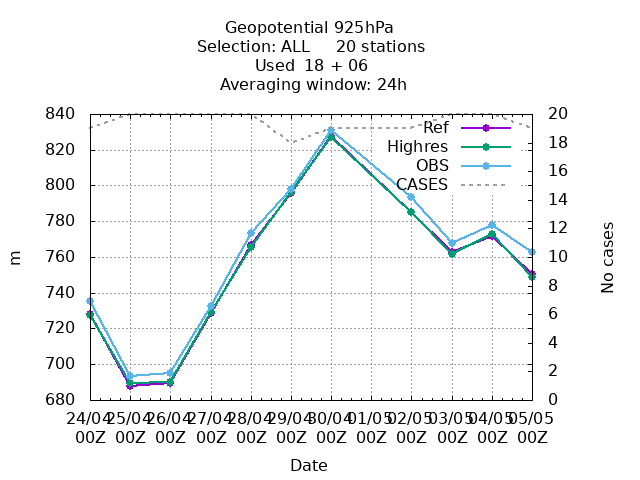 Geopotential 925hPa
Selection: ALL     20 stations
Used  18 + 06
Averaging window: 24h
840
820
800
780
760
740
720
700
680
m
20
18
16
14
12
10
8
6
4
2
0
No cases
Ref
Highres
OBS
CASES
24/04 25/04 26/04 27/04 28/04 29/04 30/04 01/05 02/05 03/05 04/05 05/05
00Z 00Z 00Z 00Z 00Z 00Z 00Z 00Z 00Z 00Z 00Z 00Z
Date